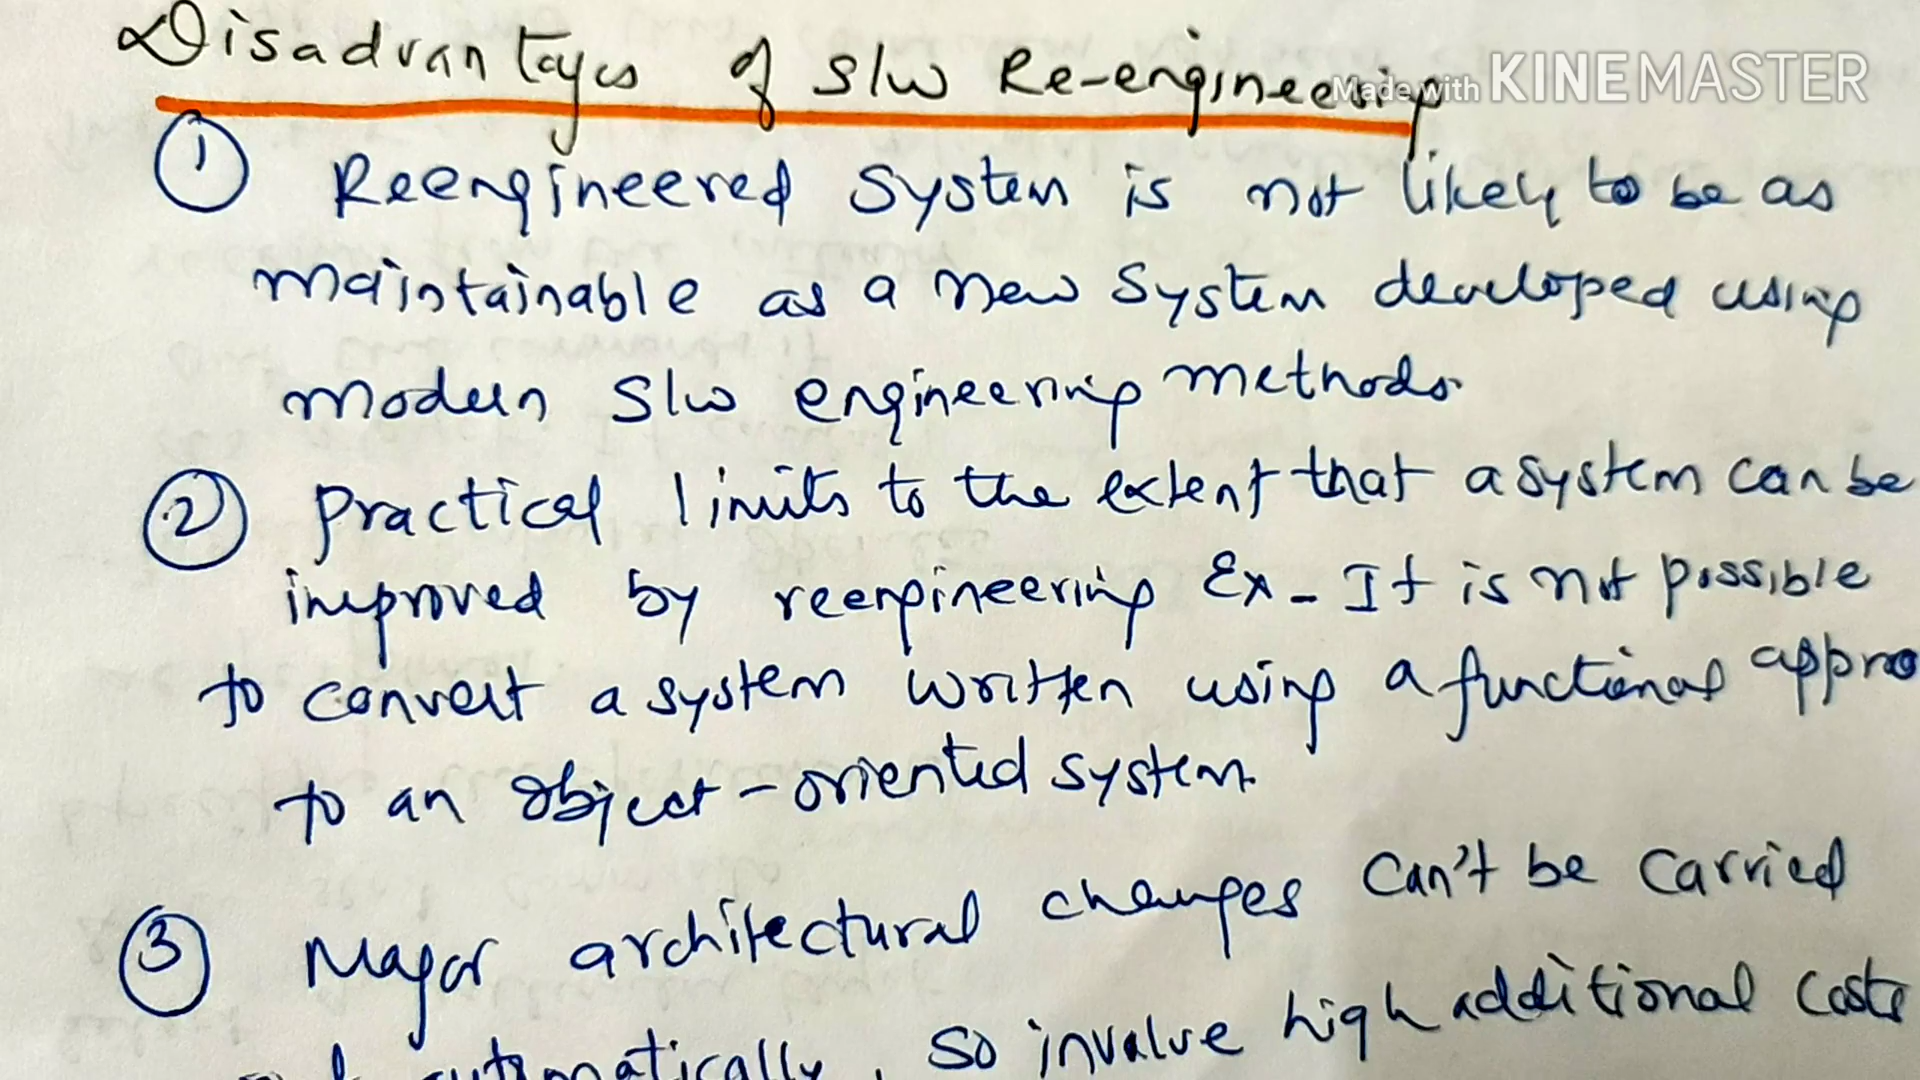 Disadvantages of S/w Re-engineering
Made with KINEMASTER
① Reengineered System is not likely to be as
maintainable as a new System developed using
modern S/w engineering methods.
② Practical limits to the extent that a system can be
improved by reengineering Ex - It is not possible
to convert a system written using a functional appro
to an object-oriented system.
③ Major architectural changes can't be carried
automatically, so involve high additional costs